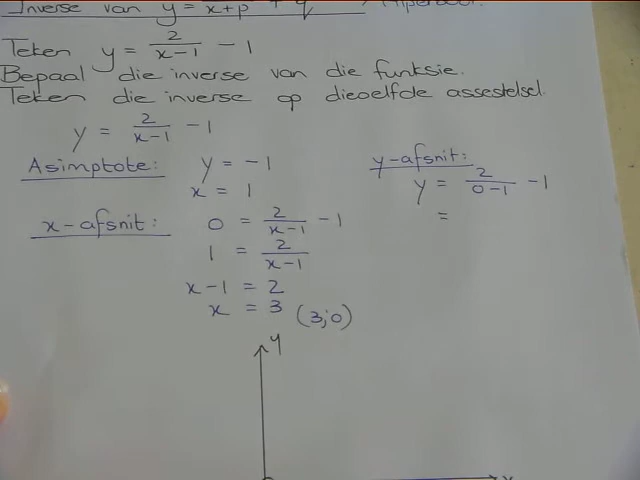 Inverse van y = x+p + q / Hiperbool
Teken y = 2/(x-1) - 1
Bepaal die inverse van die funksie.
Teken die inverse op dieselfde assestelsel.
y = 2/(x-1) - 1
Asimptote: y = -1
x = 1
x-afsnit: 0 = 2/(x-1) - 1
1 = 2/(x-1)
x-1 = 2
x = 3 (3;0)
y-afsnit:
y = 2/(0-1) - 1
=
y
x